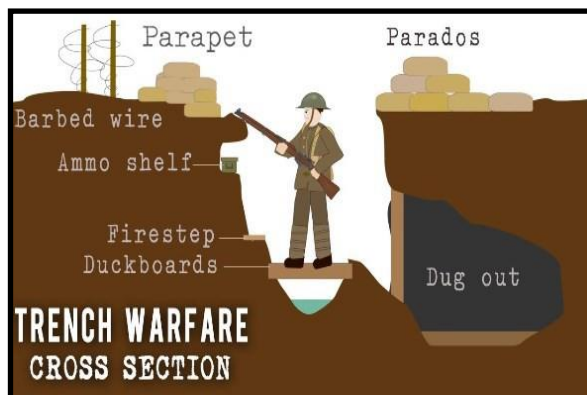 Parapet
Parados
Barbed wire
Ammo shelf
Firestep
Duckboards
Dug out
TRENCH WARFARE
CROSS SECTION